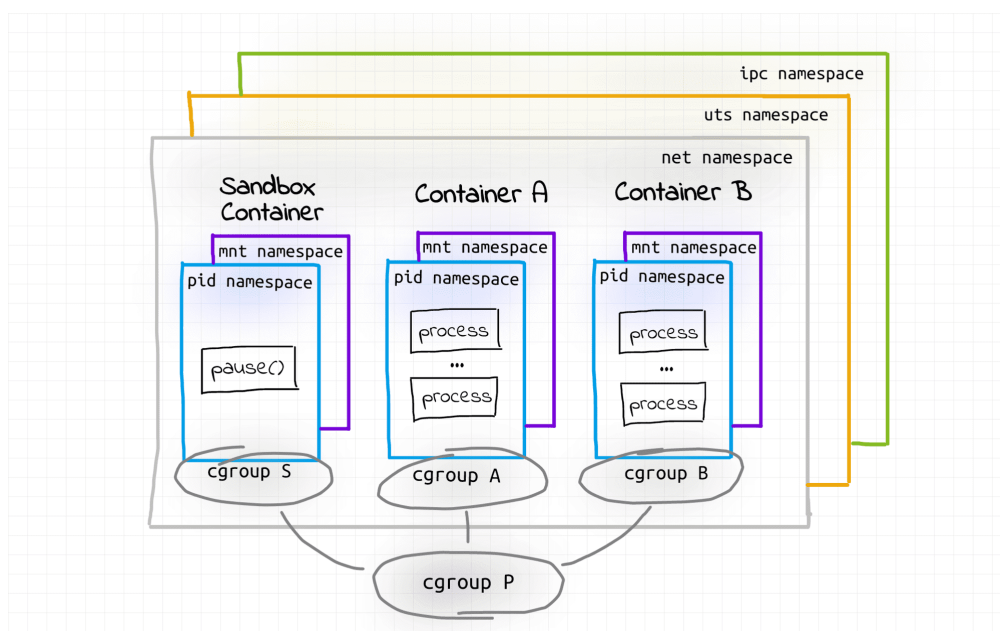 ipc namespace
uts namespace
net namespace
Sandbox
Container
Container A
Container B
mnt namespace
mnt namespace
mnt namespace
pid namespace
pid namespace
pid namespace
process
process
pause()
...
...
process
process
cgroup S
cgroup A
cgroup B
cgroup P